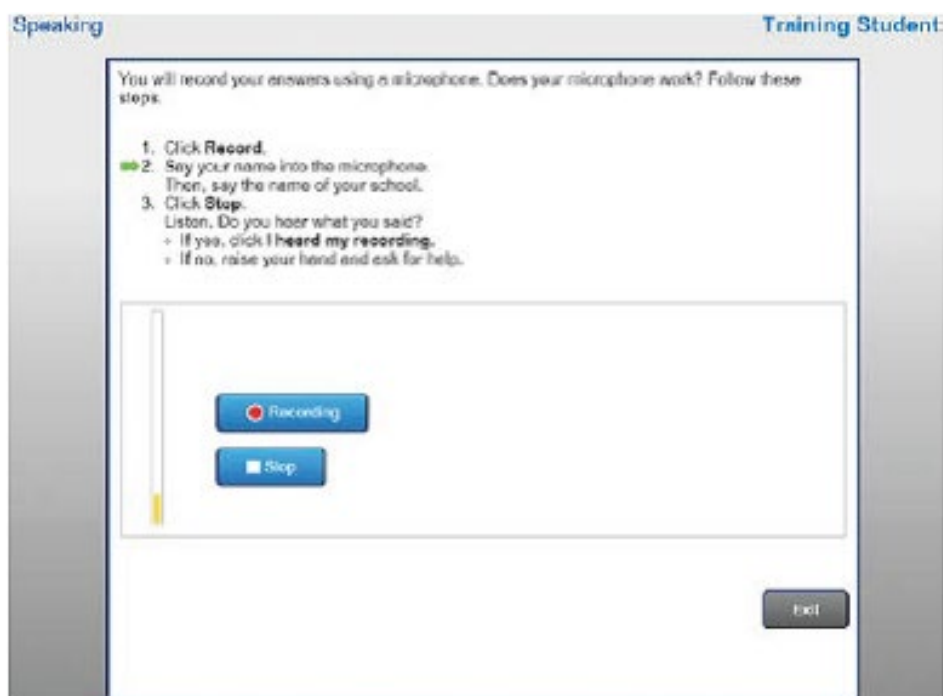 Speaking
Training Student
You will record your answers using a microphone. Does your microphone work? Follow these
steps.
1. Click Record.
2. Say your name into the microphone.
Then, say the name of your school.
3. Click Stop.
Listen. Do you hear what you said?
• If yes, click I heard my recording.
• If no, raise your hand and ask for help.
Recording
Stop
Exit